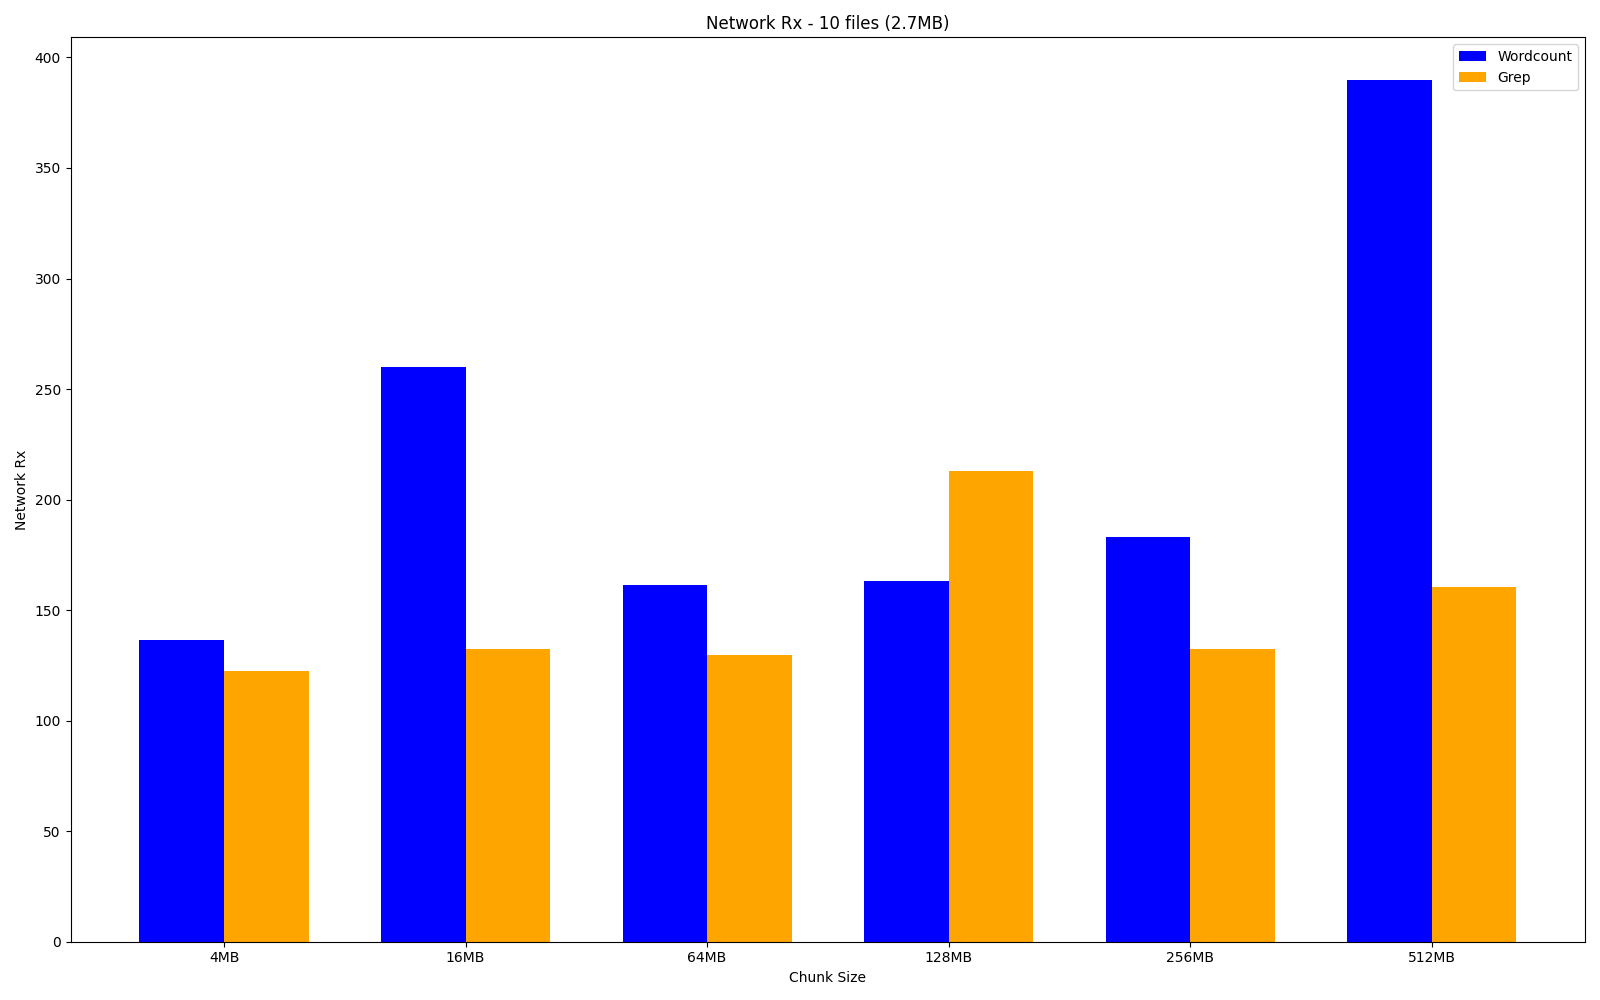 Network Rx - 10 files (2.7MB)
Wordcount
Grep
400
350
300
250
200
150
100
50
0
Network Rx
4MB 16MB 64MB 128MB 256MB 512MB
Chunk Size